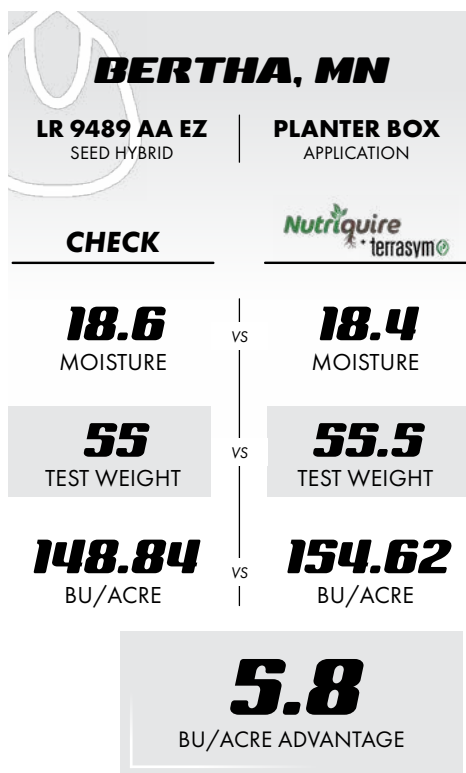 BERTHA, MN
LR 9489 AA EZ
SEED HYBRID
PLANTER BOX
APPLICATION
CHECK
Nutriquire
+ terrasym
18.6
MOISTURE
vs
18.4
MOISTURE
55
TEST WEIGHT
vs
55.5
TEST WEIGHT
148.84
BU/ACRE
vs
154.62
BU/ACRE
5.8
BU/ACRE ADVANTAGE